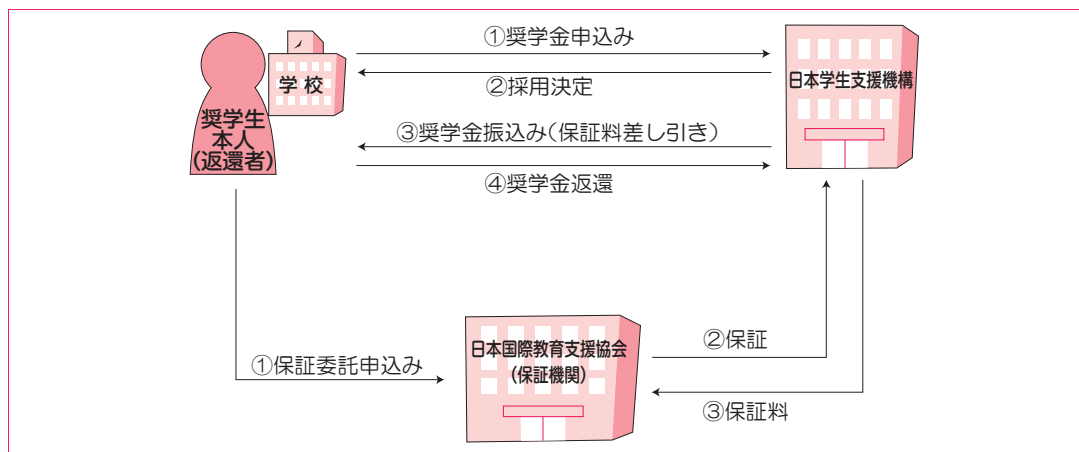 ①奨学金申込み
学校
②採用決定
日本学生支援機構
奨学生
本人
(返還者)
③奨学金振込み(保証料差し引き)
④奨学金返還
①保証委託申込み
日本国際教育支援協会
(保証機関)
②保証
③保証料